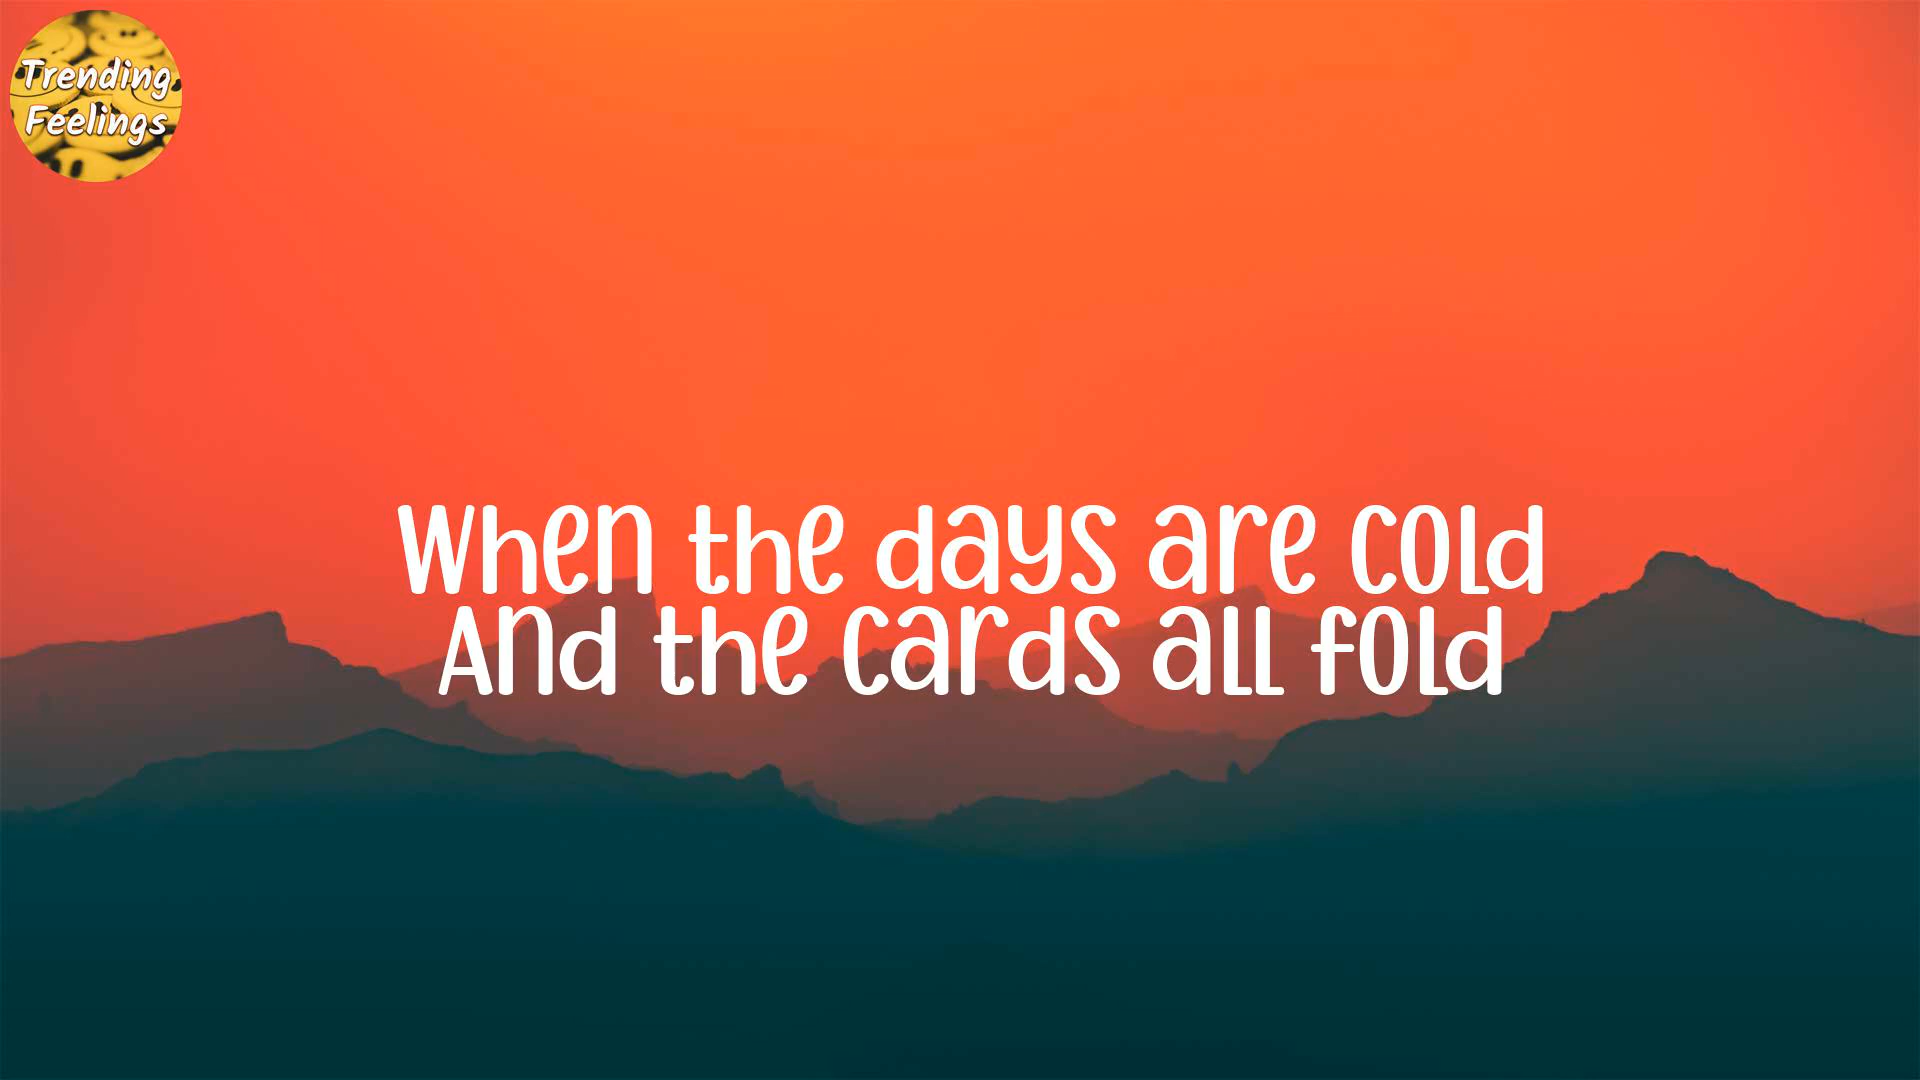 Trending
Feelings
When the days are cold
And the cards all fold